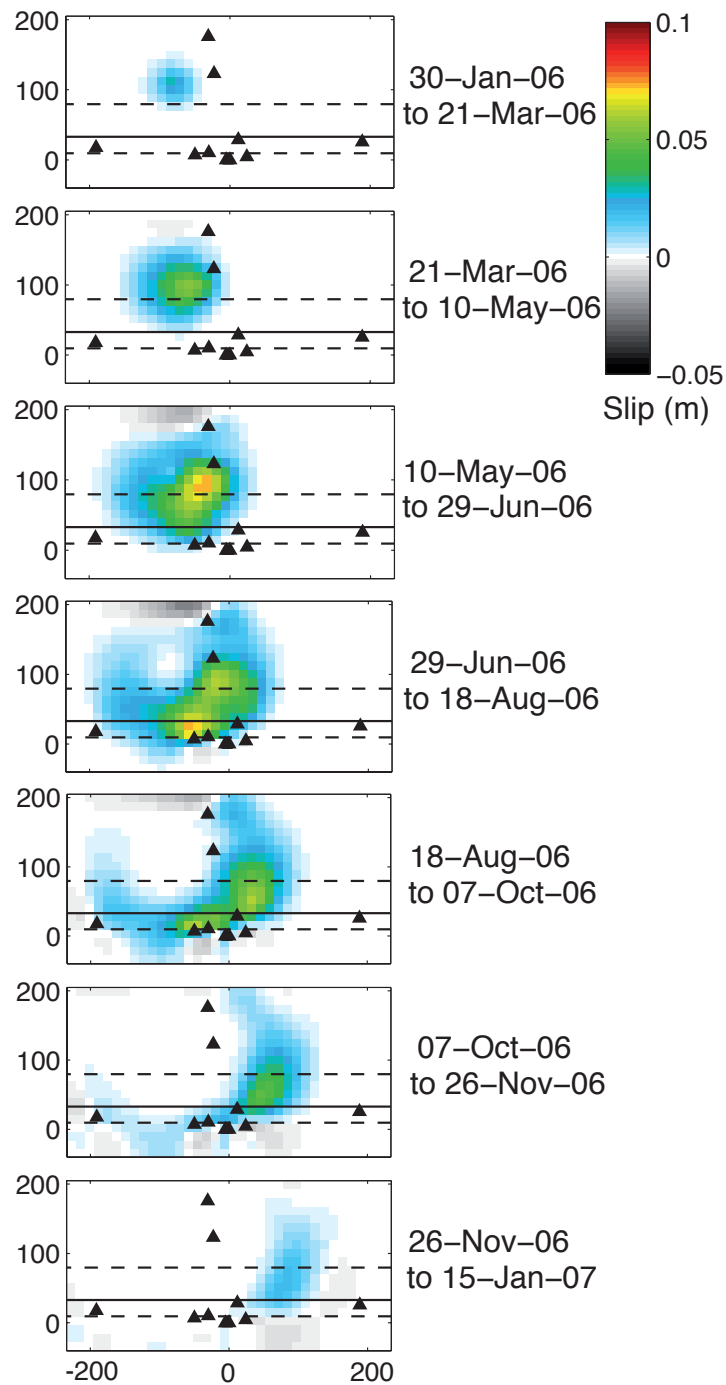 200
100
0
30-Jan-06
to 21-Mar-06
0.1
0.05
0
-0.05
Slip (m)
200
100
0
21-Mar-06
to 10-May-06
200
100
0
10-May-06
to 29-Jun-06
200
100
0
29-Jun-06
to 18-Aug-06
200
100
0
18-Aug-06
to 07-Oct-06
200
100
0
07-Oct-06
to 26-Nov-06
200
100
0
26-Nov-06
to 15-Jan-07
-200 0 200